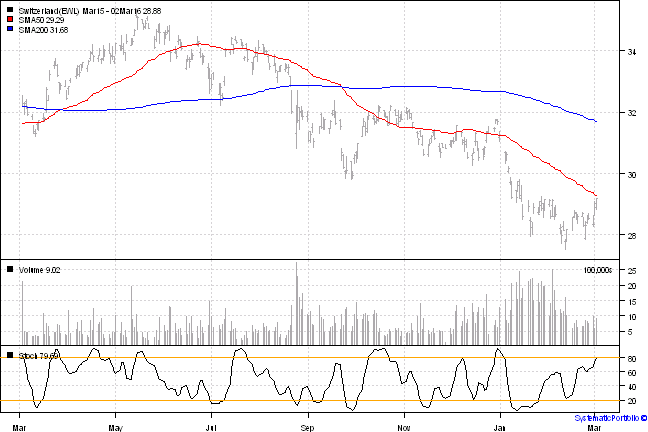 Switzerland(EWL) Mar15 - 02Mar16 28.88
SMA50 29.29
SMA200 31.68
34
32
30
28
Volume 9.02
100,000s
25
20
15
10
5
Stoch 79.69
80
60
40
20
Mar May Jul Sep Nov Jan Mar
SystematicPortfolio ©